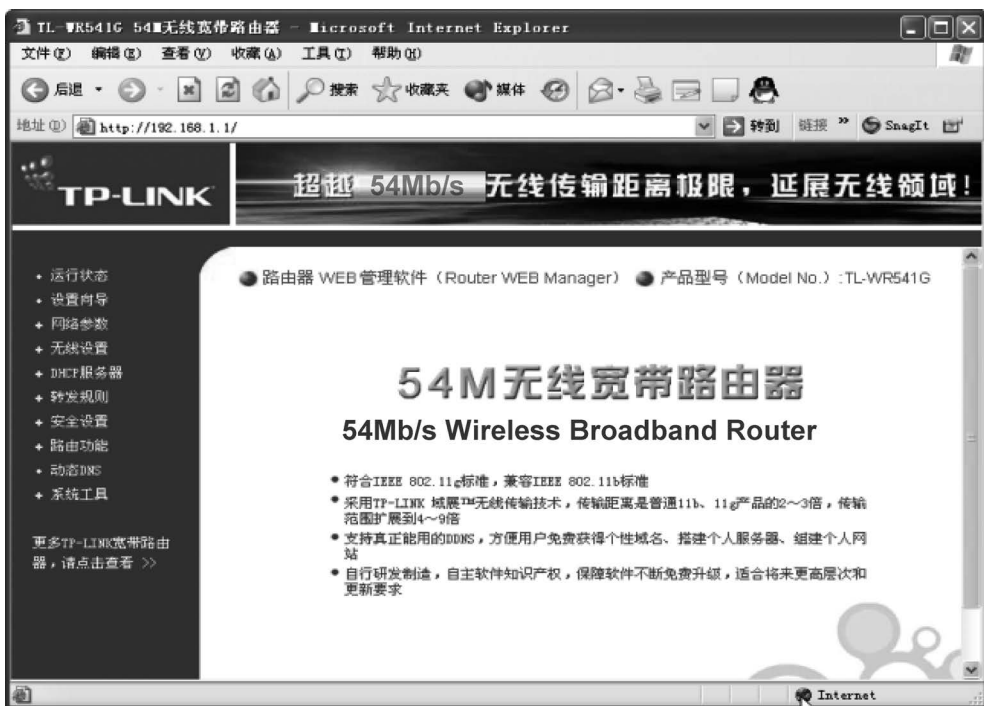 TL-WR541G 54M无线宽带路由器 - Microsoft Internet Explorer
文件(F) 编辑(E) 查看(V) 收藏(A) 工具(T) 帮助(H)
后退 搜索 收藏夹 媒体
地址(D) http://192.168.1.1/ 转到 链接 » SnagIt
TP-LINK
超越 54Mb/s 无线传输距离极限，延展无线领域!
路由器 WEB 管理软件（Router WEB Manager） 产品型号（Model No.）:TL-WR541G
+ 运行状态
+ 设置向导
+ 网络参数
+ 无线设置
+ DHCP服务器
+ 转发规则
+ 安全设置
+ 路由功能
+ 动态DNS
+ 系统工具
更多TP-LINK宽带路由
器，请点击查看 >>
54M无线宽带路由器
54Mb/s Wireless Broadband Router
● 符合IEEE 802.11g标准，兼容IEEE 802.11b标准
● 采用TP-LINK 域展™无线传输技术，传输距离是普通11b、11g产品的2～3倍，传输
范围扩展到4～9倍
● 支持真正能用的DDNS，方便用户免费获得个性域名、搭建个人服务器、组建个人网
站
● 自行研发制造，自主软件知识产权，保障软件不断免费升级，适合将来更高层次和
更新要求
Internet